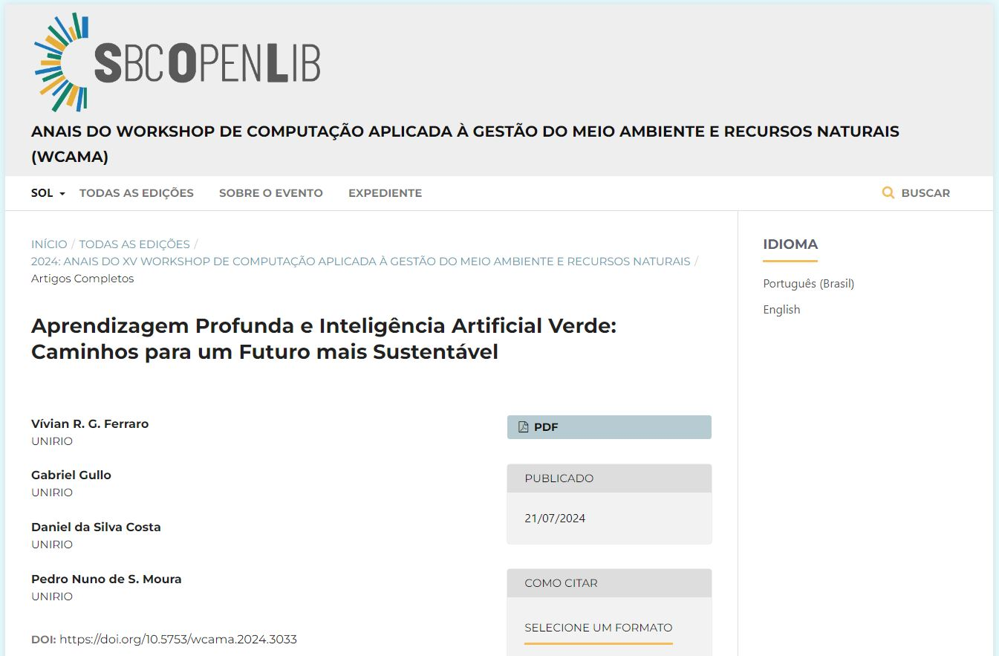 SBCOPENLIB
ANAIS DO WORKSHOP DE COMPUTAÇÃO APLICADA À GESTÃO DO MEIO AMBIENTE E RECURSOS NATURAIS
(WCAMA)
SOL TODAS AS EDIÇÕES SOBRE O EVENTO EXPEDIENTE BUSCAR
INÍCIO / TODAS AS EDIÇÕES /
2024: ANAIS DO XV WORKSHOP DE COMPUTAÇÃO APLICADA À GESTÃO DO MEIO AMBIENTE E RECURSOS NATURAIS /
Artigos Completos
Aprendizagem Profunda e Inteligência Artificial Verde:
Caminhos para um Futuro mais Sustentável
Vívian R. G. Ferraro
UNIRIO
Gabriel Gullo
UNIRIO
Daniel da Silva Costa
UNIRIO
Pedro Nuno de S. Moura
UNIRIO
DOI: https://doi.org/10.5753/wcama.2024.3033
PDF
PUBLICADO
21/07/2024
COMO CITAR
SELECIONE UM FORMATO
IDIOMA
Português (Brasil)
English